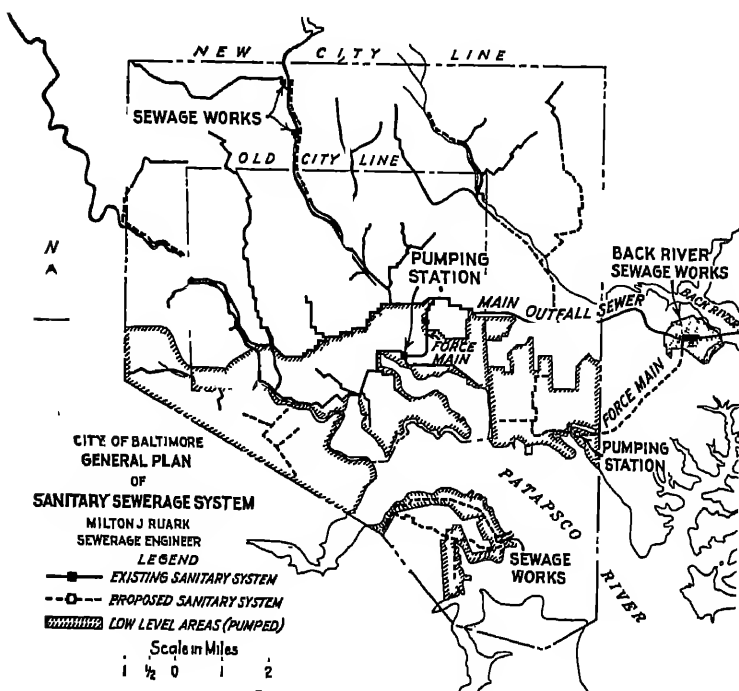 NEW CITY LINE
SEWAGE WORKS
OLD CITY LINE
N
PUMPING
STATION
BACK RIVER
SEWAGE WORKS
BACK RIVER
MAIN OUTFALL SEWER
FORCE
MAIN
FORCE MAIN
PUMPING
STATION
CITY OF BALTIMORE
GENERAL PLAN
OF
SANITARY SEWERAGE SYSTEM
MILTON J RUARK
SEWERAGE ENGINEER
PATAPSCO
RIVER
SEWAGE
WORKS
LEGEND
EXISTING SANITARY SYSTEM
PROPOSED SANITARY SYSTEM
LOW LEVEL AREAS (PUMPED)
Scale in Miles
1 ½ 0 1 2